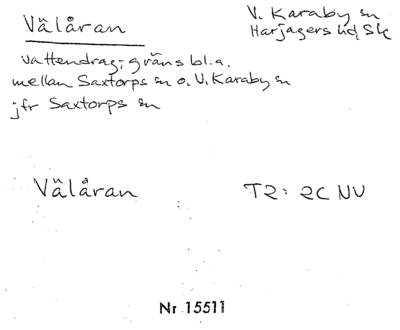 Välåran
V. Karaby sn
Harjagers hd, Sk
vattendrag; gräns bl.a.
mellan Saxtorps sn o. V. Karaby sn
jfr Saxtorps sn
Välåran T2: 2C NV
Nr 15511